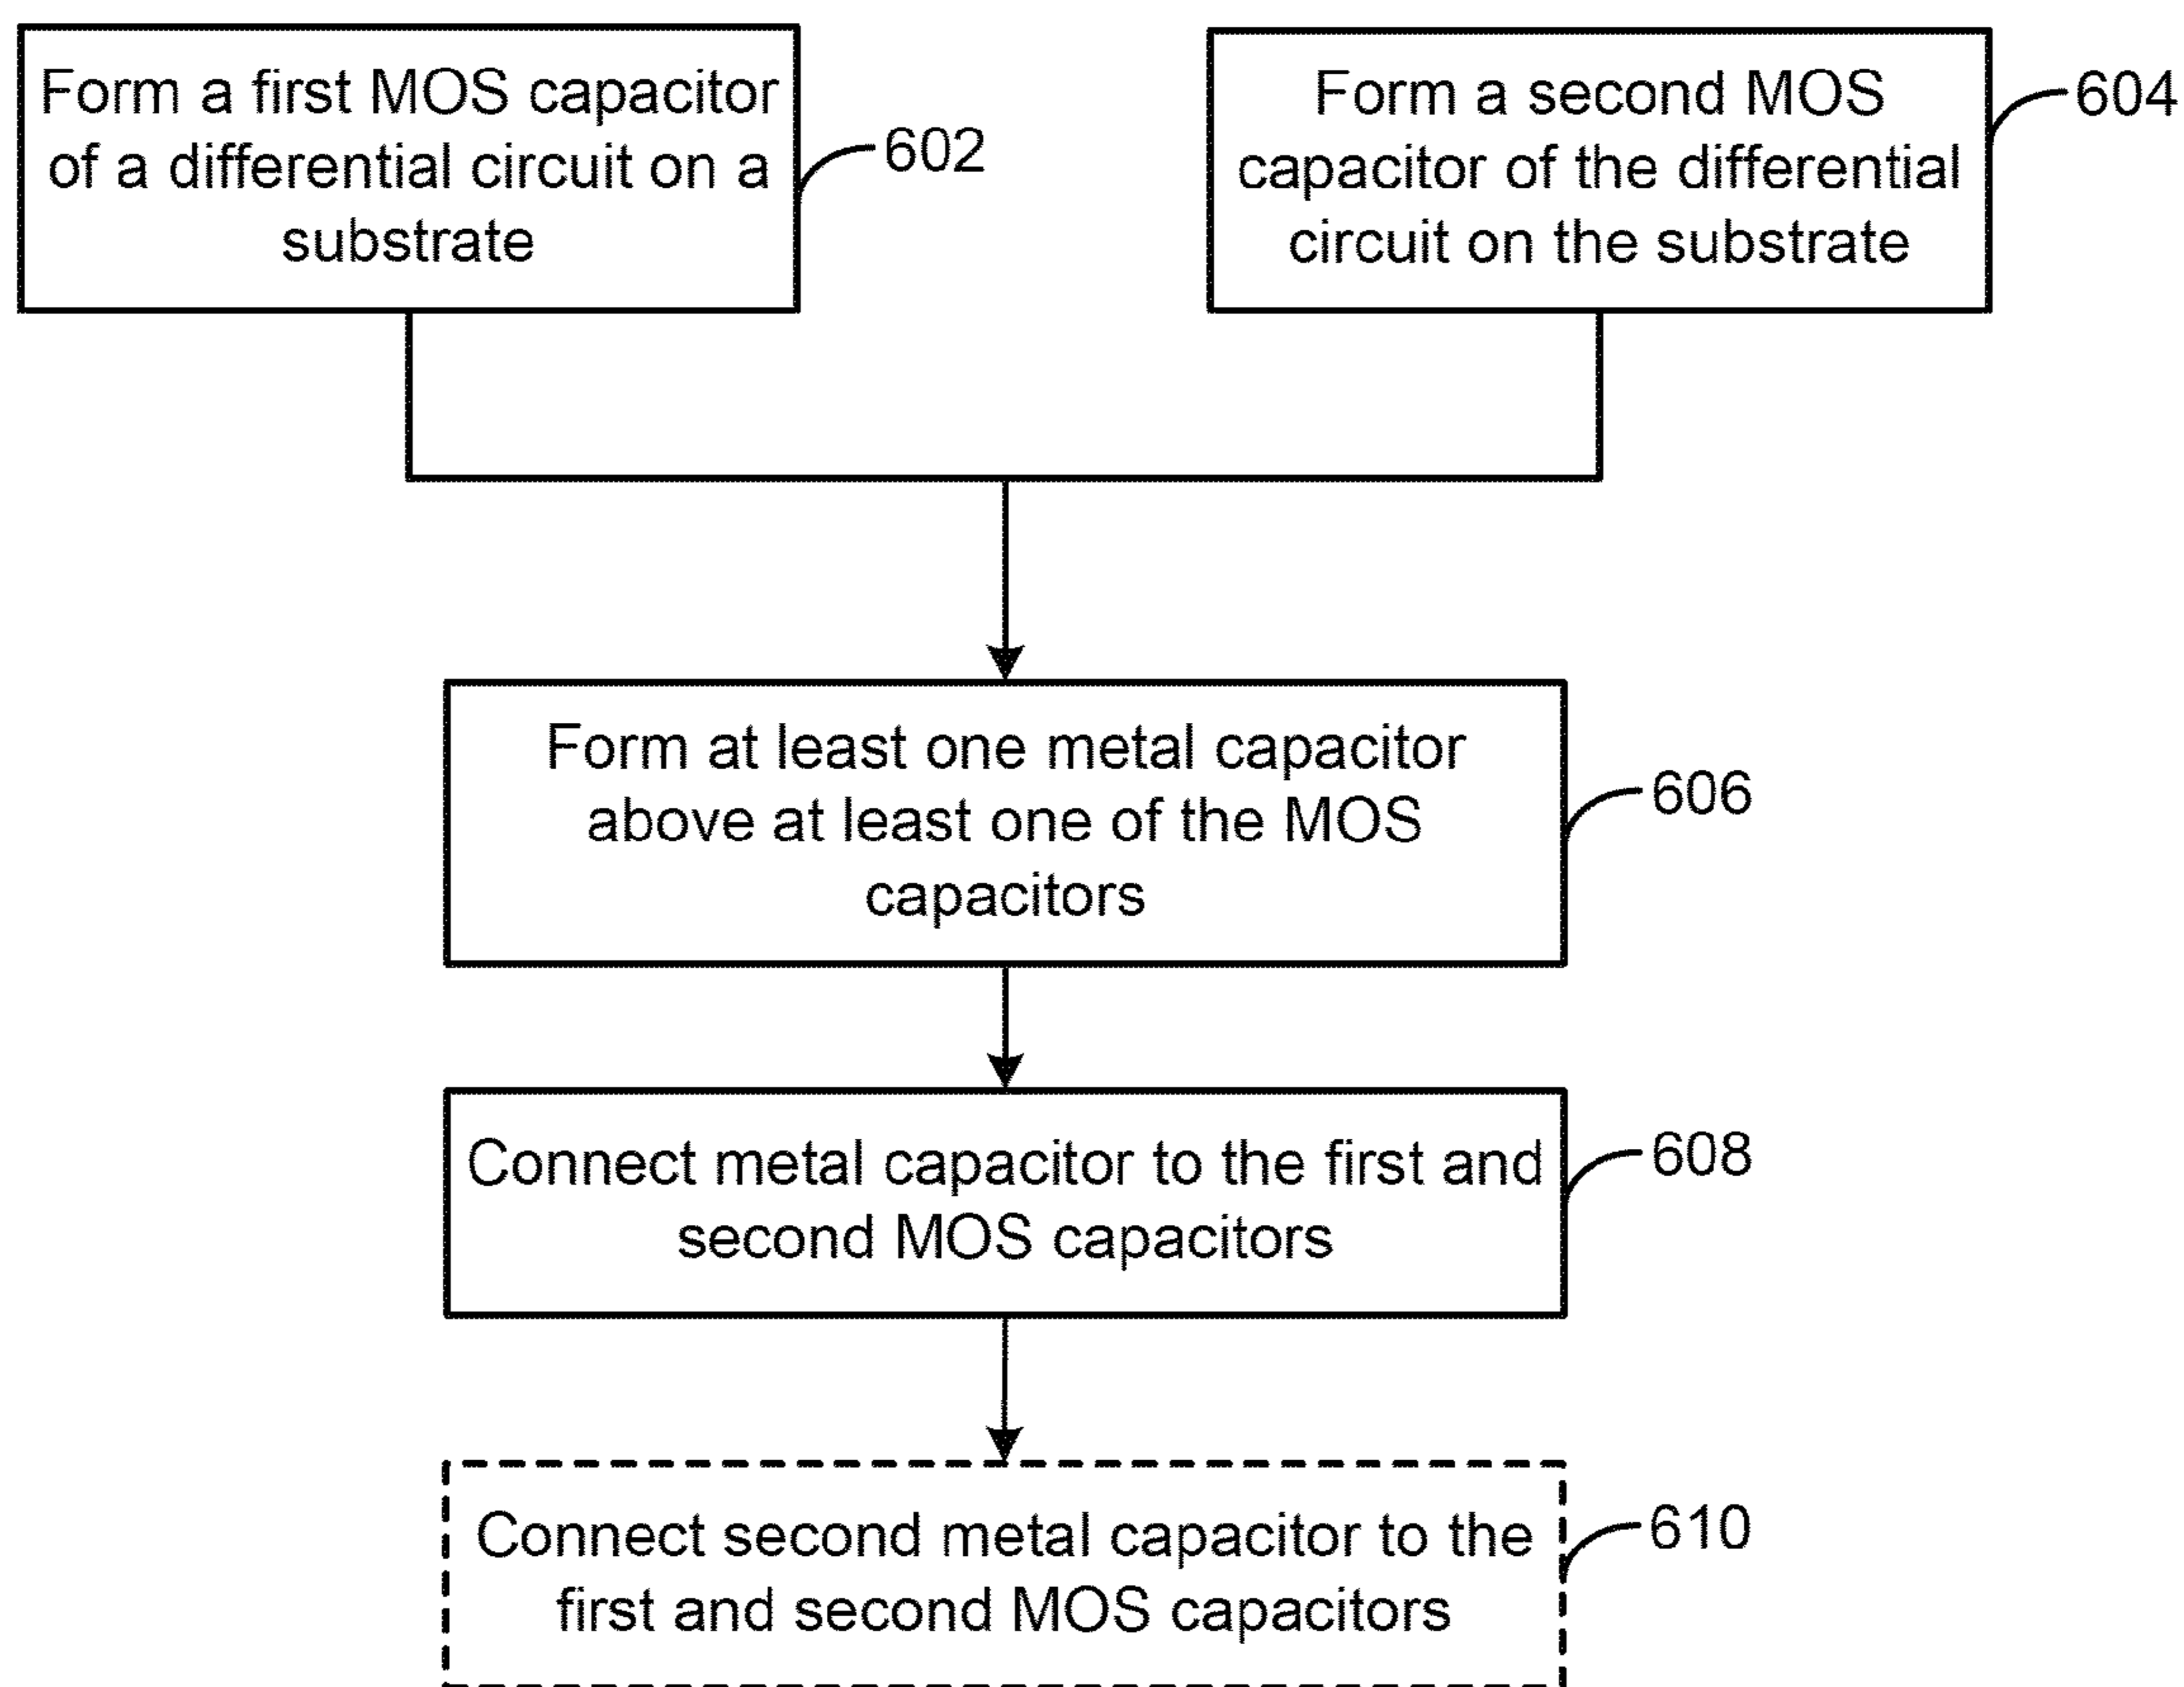 Form a first MOS capacitor
of a differential circuit on a
substrate
602
Form a second MOS
capacitor of the differential
circuit on the substrate
604
Form at least one metal capacitor
above at least one of the MOS
capacitors
606
Connect metal capacitor to the first and
second MOS capacitors
608
Connect second metal capacitor to the
first and second MOS capacitors
610